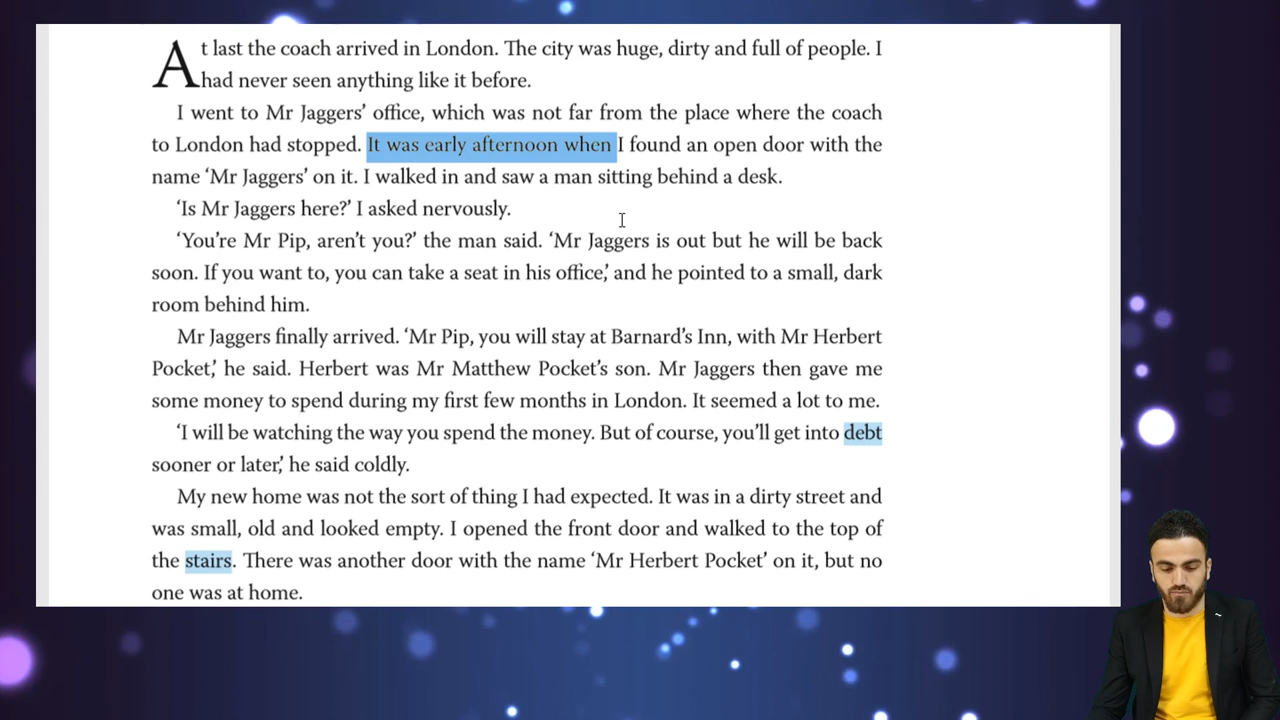 At last the coach arrived in London. The city was huge, dirty and full of people. I
had never seen anything like it before.
I went to Mr Jaggers’ office, which was not far from the place where the coach
to London had stopped. It was early afternoon when I found an open door with the
name ‘Mr Jaggers’ on it. I walked in and saw a man sitting behind a desk.
‘Is Mr Jaggers here?’ I asked nervously.
‘You’re Mr Pip, aren’t you?’ the man said. ‘Mr Jaggers is out but he will be back
soon. If you want to, you can take a seat in his office,’ and he pointed to a small, dark
room behind him.
Mr Jaggers finally arrived. ‘Mr Pip, you will stay at Barnard’s Inn, with Mr Herbert
Pocket,’ he said. Herbert was Mr Matthew Pocket’s son. Mr Jaggers then gave me
some money to spend during my first few months in London. It seemed a lot to me.
‘I will be watching the way you spend the money. But of course, you’ll get into debt
sooner or later,’ he said coldly.
My new home was not the sort of thing I had expected. It was in a dirty street and
was small, old and looked empty. I opened the front door and walked to the top of
the stairs. There was another door with the name ‘Mr Herbert Pocket’ on it, but no
one was at home.